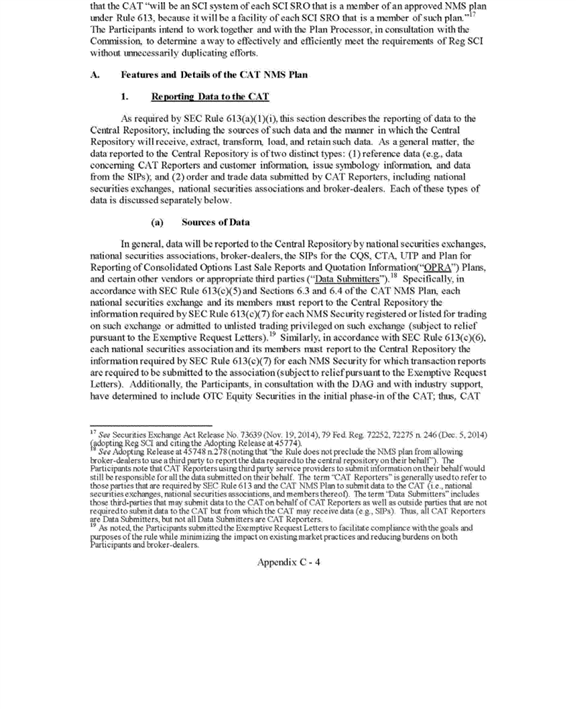 that the CAT "will be an SCI system of each SCI SRO that is a member of an approved NMS plan
under Rule 613, because it will be a facility of each SCI SRO that is a member of such plan."17
The Participants intend to work together and with the Plan Processor, in consultation with the
Commission, to determine a way to effectively and efficiently meet the requirements of Reg SCI
without unnecessarily duplicating efforts.
A. Features and Details of the CAT NMS Plan
1. Reporting Data to the CAT
As required by SEC Rule 613(a)(1)(i), this section describes the reporting of data to the
Central Repository, including the sources of such data and the manner in which the Central
Repository will receive, extract, transform, load, and retain such data. As a general matter, the
data reported to the Central Repository is of two distinct types: (1) reference data (e.g., data
concerning CAT Reporters and customer information, issue symbology information, and data
from the SIPs); and (2) order and trade data submitted by CAT Reporters, including national
securities exchanges, national securities associations and broker-dealers. Each of these types of
data is discussed separately below.
(a) Sources of Data
In general, data will be reported to the Central Repository by national securities exchanges,
national securities associations, broker-dealers, the SIPs for the CQS, CTA, UTP and Plan for
Reporting of Consolidated Options Last Sale Reports and Quotation Information("OPRA") Plans,
and certain other vendors or appropriate third parties ("Data Submitters").18 Specifically, in
accordance with SEC Rule 613(c)(5) and Sections 6.3 and 6.4 of the CAT NMS Plan, each
national securities exchange and its members must report to the Central Repository the
information required by SEC Rule 613(c)(7) for each NMS Security registered or listed for trading
on such exchange or admitted to unlisted trading privileged on such exchange (subject to relief
pursuant to the Exemptive Request Letters).19 Similarly, in accordance with SEC Rule 613(c)(6),
each national securities association and its members must report to the Central Repository the
information required by SEC Rule 613(c)(7) for each NMS Security for which transaction reports
are required to be submitted to the association (subject to relief pursuant to the Exemptive Request
Letters). Additionally, the Participants, in consultation with the DAG and with industry support,
have determined to include OTC Equity Securities in the initial phase-in of the CAT; thus, CAT
17 See Securities Exchange Act Release No. 73639 (Nov. 19, 2014), 79 Fed. Reg. 72252, 72275 n. 246 (Dec. 5, 2014)
(adopting Reg SCI and citing the Adopting Release at 45774).
18 See Adopting Release at 45748 n.278 (noting that "the Rule does not preclude the NMS plan from allowing
broker-dealers to use a third party to report the data required to the central repository on their behalf"). The
Participants note that CAT Reporters using third party service providers to submit information on their behalf would
still be responsible for all the data submitted on their behalf. The term "CAT Reporters" is generally used to refer to
those parties that are required by SEC Rule 613 and the CAT NMS Plan to submit data to the CAT (i.e., national
securities exchanges, national securities associations, and members thereof). The term "Data Submitters" includes
those third-parties that may submit data to the CAT on behalf of CAT Reporters as well as outside parties that are not
required to submit data to the CAT but from which the CAT may receive data (e.g., SIPs). Thus, all CAT Reporters
are Data Submitters, but not all Data Submitters are CAT Reporters.
19 As noted, the Participants submitted the Exemptive Request Letters to facilitate compliance with the goals and
purposes of the rule while minimizing the impact on existing market practices and reducing burdens on both
Participants and broker-dealers.
Appendix C - 4